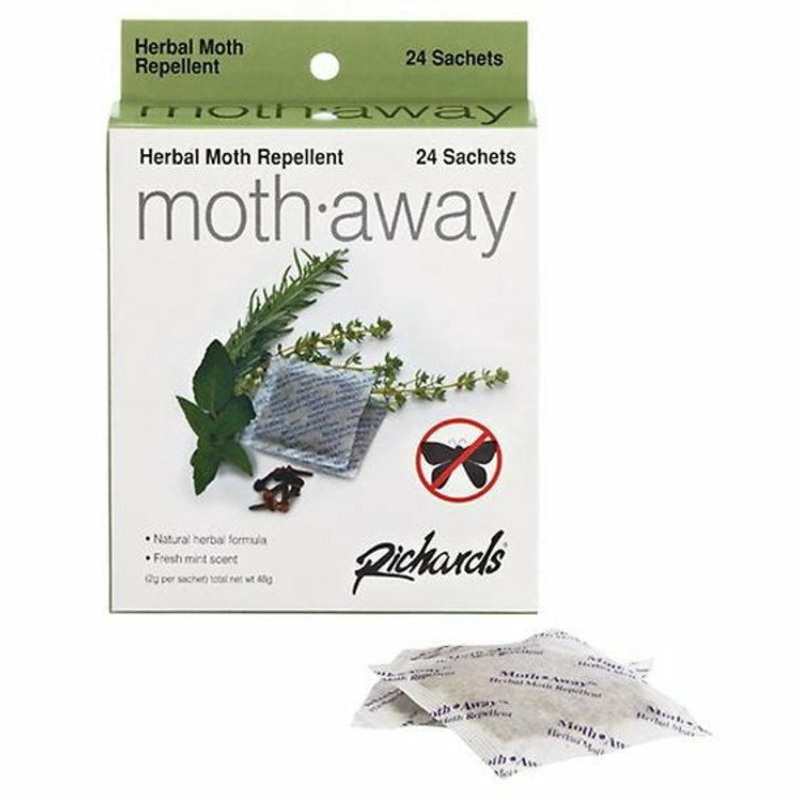 Herbal Moth
Repellent
24 Sachets
moth·away
Herbal Moth Repellent
24 Sachets
moth·away
• Natural herbal formula
• Fresh mint scent
(2g per sachet) total net wt 48g
Richards®
Moth•Away™
Herbal Moth Repellent